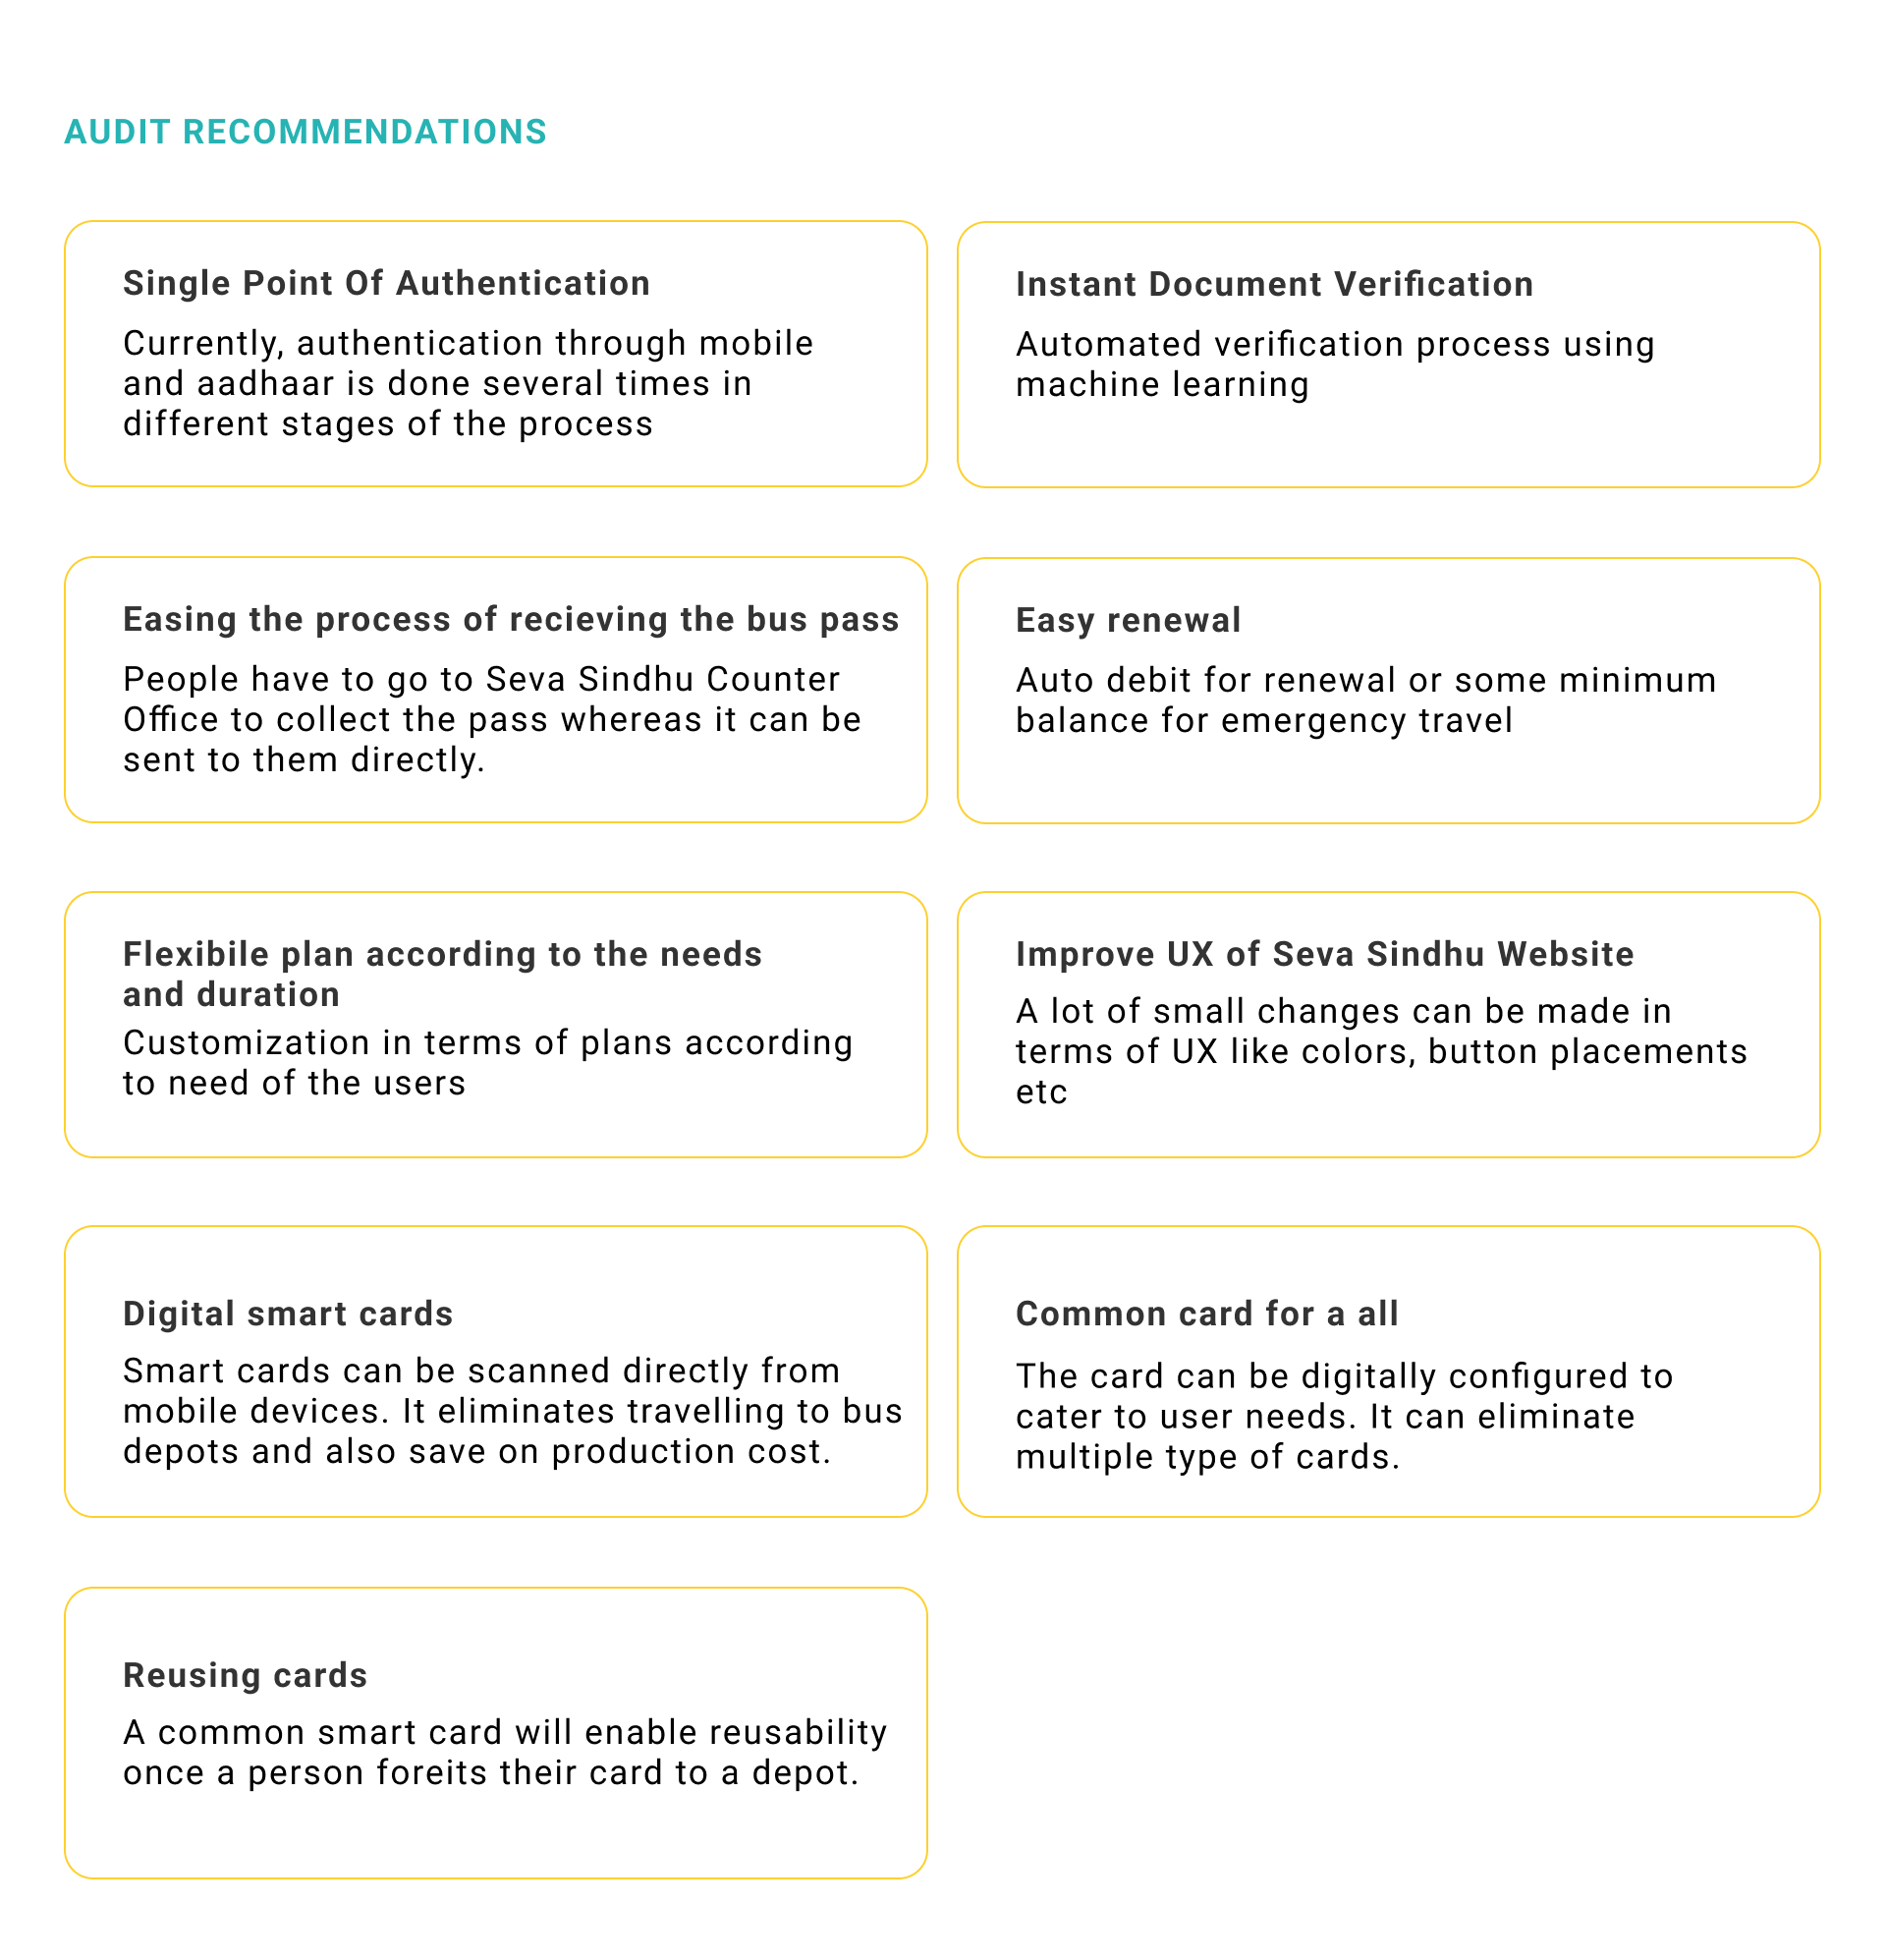 AUDIT RECOMMENDATIONS
Single Point Of Authentication
Currently, authentication through mobile
and aadhaar is done several times in
different stages of the process
Instant Document Verification
Automated verification process using
machine learning
Easing the process of recieving the bus pass
People have to go to Seva Sindhu Counter
Office to collect the pass whereas it can be
sent to them directly.
Easy renewal
Auto debit for renewal or some minimum
balance for emergency travel
Flexibile plan according to the needs
and duration
Customization in terms of plans according
to need of the users
Improve UX of Seva Sindhu Website
A lot of small changes can be made in
terms of UX like colors, button placements
etc
Digital smart cards
Smart cards can be scanned directly from
mobile devices. It eliminates travelling to bus
depots and also save on production cost.
Common card for a all
The card can be digitally configured to
cater to user needs. It can eliminate
multiple type of cards.
Reusing cards
A common smart card will enable reusability
once a person foreits their card to a depot.